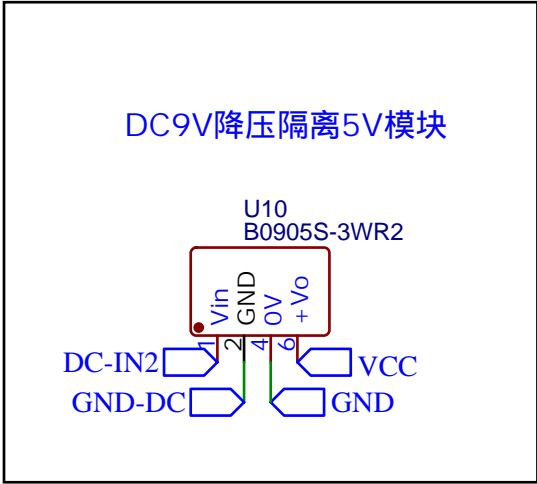 DC9V降压隔离5V模块
U10
B0905S-3WR2
Vin
GND
0V
+Vo
1
2
4
6
DC-IN2
VCC
GND-DC
GND